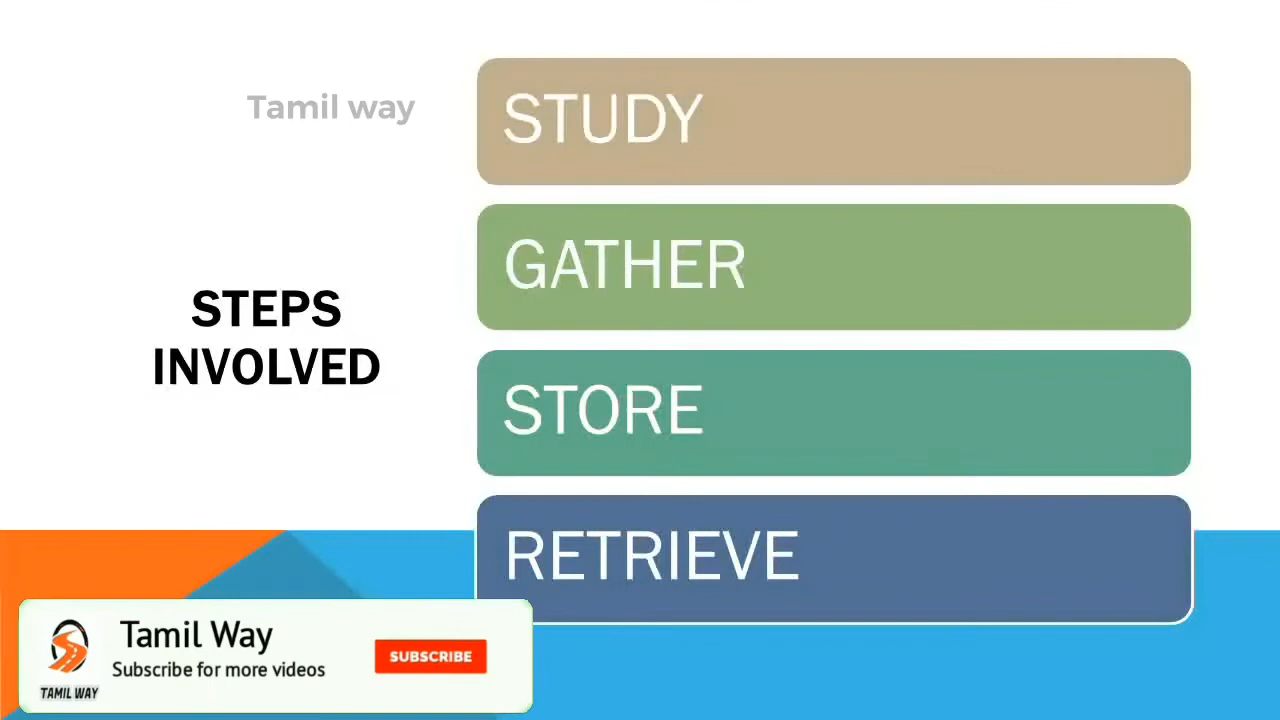 Tamil way
STUDY
GATHER
STEPS
INVOLVED
STORE
RETRIEVE
Tamil Way
Subscribe for more videos
SUBSCRIBE
TAMIL WAY